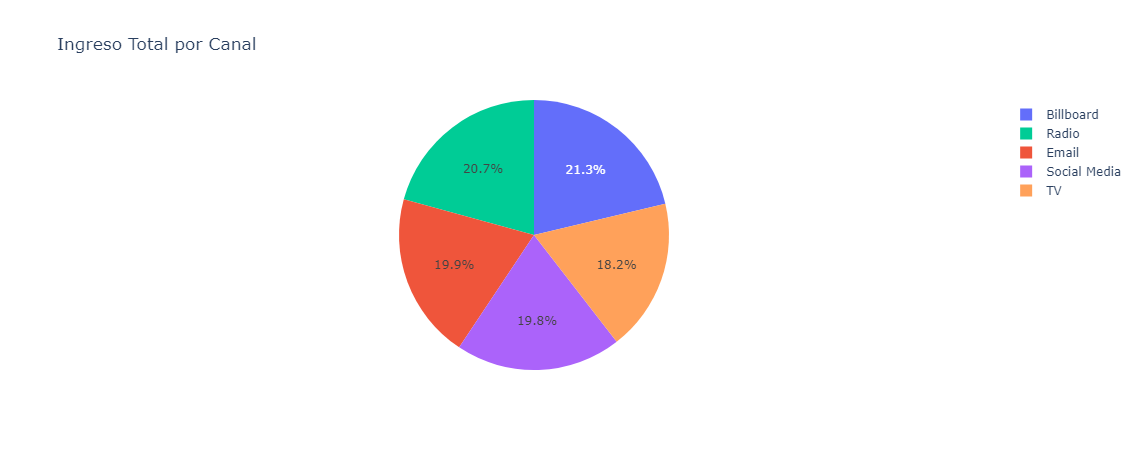 Ingreso Total por Canal
Billboard
Radio
Email
Social Media
TV
20.7%
21.3%
19.9%
18.2%
19.8%